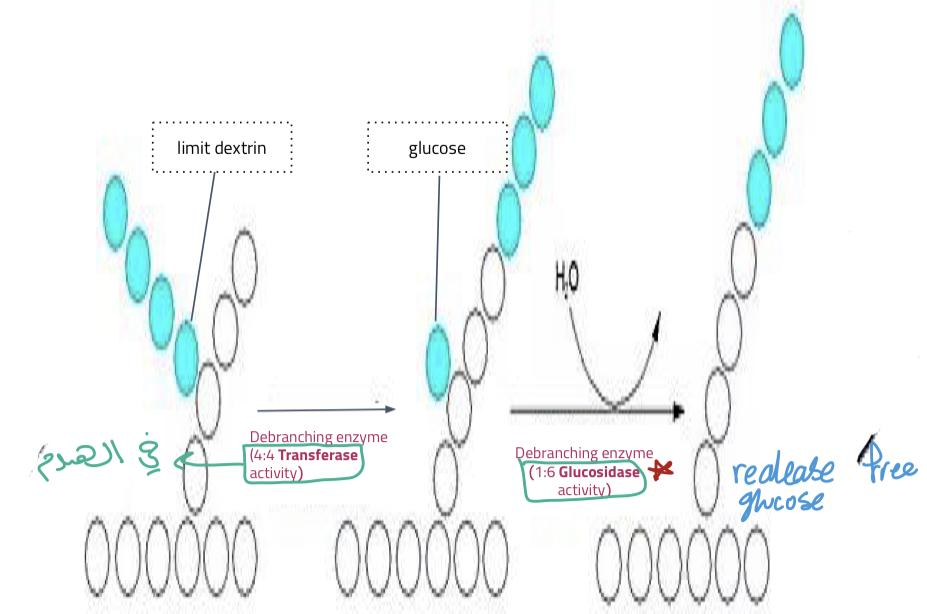 limit dextrin
glucose
H₂O
Debranching enzyme
(4:4 Transferase
activity)
في الهدم
Debranching enzyme
(1:6 Glucosidase
activity)
realease free
glucose